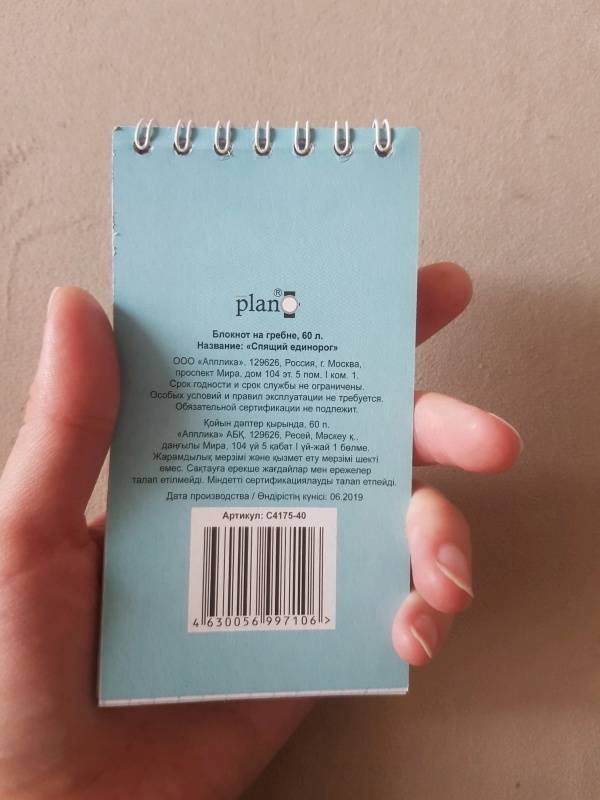 plano®
Блокнот на гребне, 60 л.
Название: «Спящий единорог»
ООО «Апплика». 129626, Россия, г. Москва,
проспект Мира, дом 104 эт. 5 пом. I ком. 1.
Срок годности и срок службы не ограничены.
Особых условий и правил эксплуатации не требуется.
Обязательной сертификации не подлежит.
Қойын дәптер қырында, 60 п.
«Апплика» АБҚ, 129626, Ресей, Мәскеу қ.,
даңғылы Мира, 104 үй 5 қабат I үй-жай 1 бөлме.
Жарамдылық мерзімі және қызмет ету мерзімі шекті
емес. Сақтауға ерекше жағдайлар мен ережелер
талап етілмейді. Міндетті сертификациялауды талап етпейді.
Дата производства / Өндірістің күнісі: 06.2019
Артикул: С4175-40
4 630056 997106 >